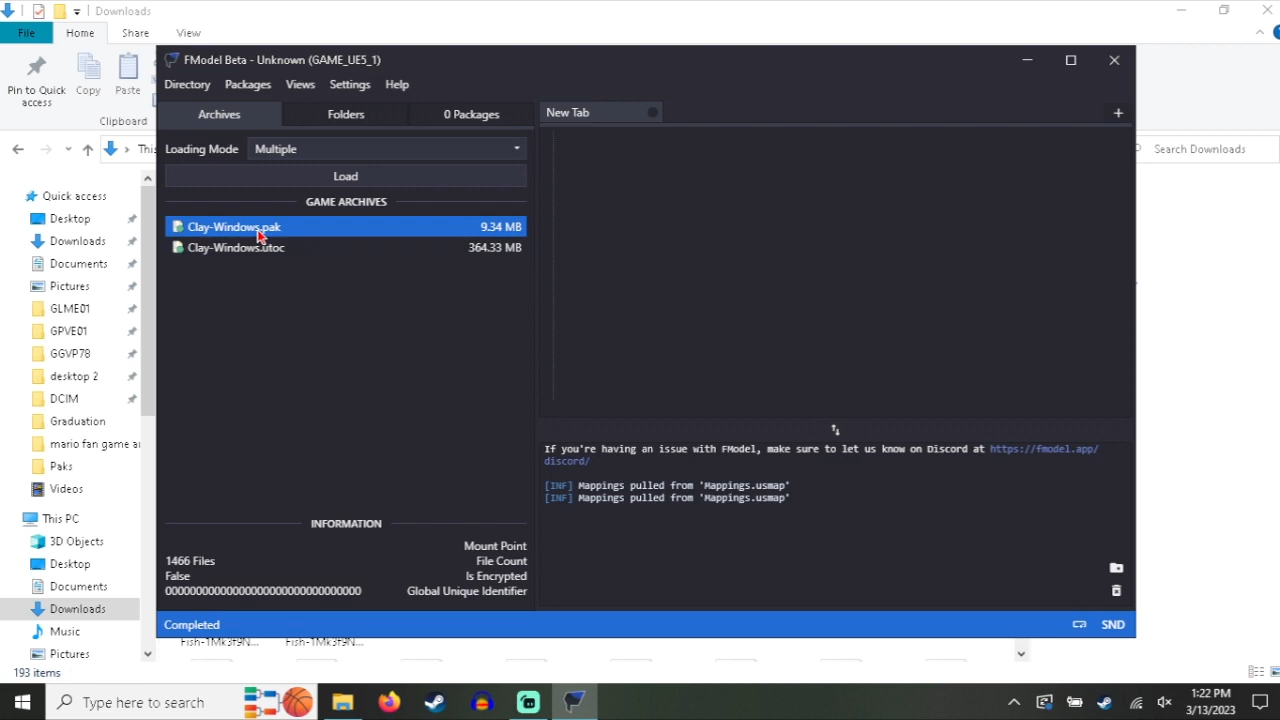 Downloads
File
Home
Share
View
Pin to Quick
access
Copy
Paste
Clipboard
Search Downloads
Quick access
Desktop
Downloads
Documents
Pictures
GLME01
GPVE01
GGVP78
desktop 2
DCIM
Graduation
mario fan game
Paks
Videos
This PC
3D Objects
Desktop
Documents
Downloads
Music
Pictures
193 items
FModel Beta - Unknown (GAME_UE5_1)
Directory
Packages
Views
Settings
Help
Archives
Folders
0 Packages
Loading Mode
Multiple
Load
GAME ARCHIVES
Clay-Windows.pak
9.34 MB
Clay-Windows.utoc
364.33 MB
INFORMATION
Mount Point
1466 Files
File Count
False
Is Encrypted
00000000000000000000000000000000
Global Unique Identifier
Completed
New Tab
If you're having an issue with FModel, make sure to let us know on Discord at https://fmodel.app/
discord/
[INF] Mappings pulled from 'Mappings.usmap'
[INF] Mappings pulled from 'Mappings.usmap'
SND
Fish-1Mk3f9N...
Fish-1Mk3f9N...
Type here to search
1:22 PM
3/13/2023